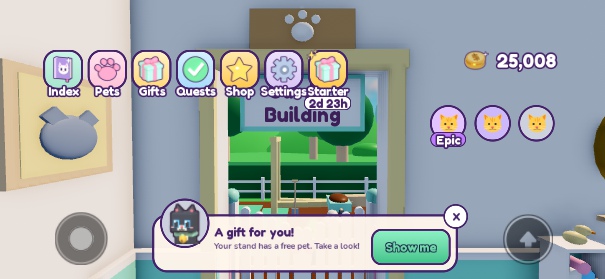 25,008
Index Pets Gifts Quests Shop Settings Starter
2d 23h
Building
Epic
A gift for you!
Your stand has a free pet. Take a look!
Show me